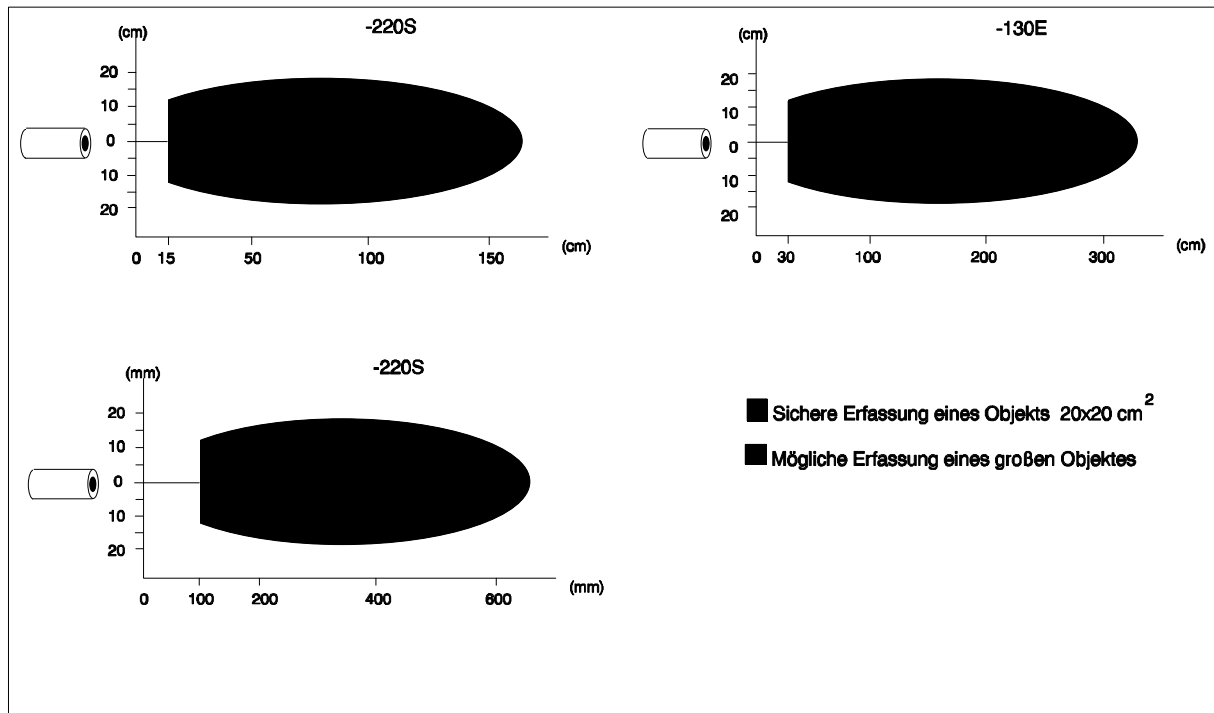 -220S
(cm)
20
10
0
10
20
0 15 50 100 150 (cm)
-130E
(cm)
20
10
0
10
20
0 30 100 200 300 (cm)
-220S
(mm)
20
10
0
10
20
0 100 200 400 600 (mm)
Sichere Erfassung eines Objekts 20x20 cm²
Mögliche Erfassung eines großen Objektes